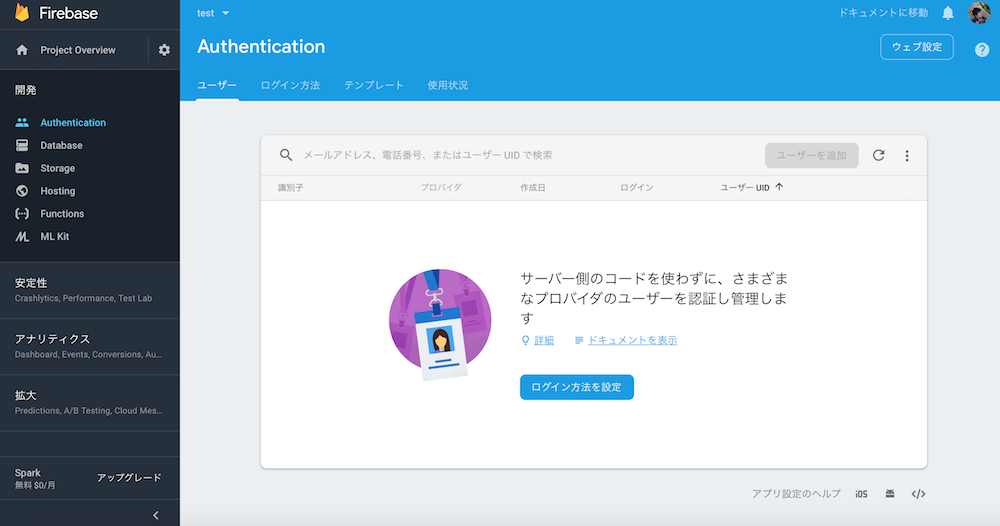 Firebase
Project Overview
開発
Authentication
Database
Storage
Hosting
Functions
ML Kit
安定性
Crashlytics, Performance, Test Lab
アナリティクス
Dashboard, Events, Conversions, Au...
拡大
Predictions, A/B Testing, Cloud Mes...
Spark
無料 $0/月
アップグレード
test
ドキュメントに移動
Authentication
ウェブ設定
ユーザー ログイン方法 テンプレート 使用状況
メールアドレス、電話番号、またはユーザー UID で検索
ユーザーを追加
識別子 プロバイダ 作成日 ログイン ユーザー UID
サーバー側のコードを使わずに、さまざま
なプロバイダのユーザーを認証し管理しま
す
詳細 ドキュメントを表示
ログイン方法を設定
アプリ設定のヘルプ iOS